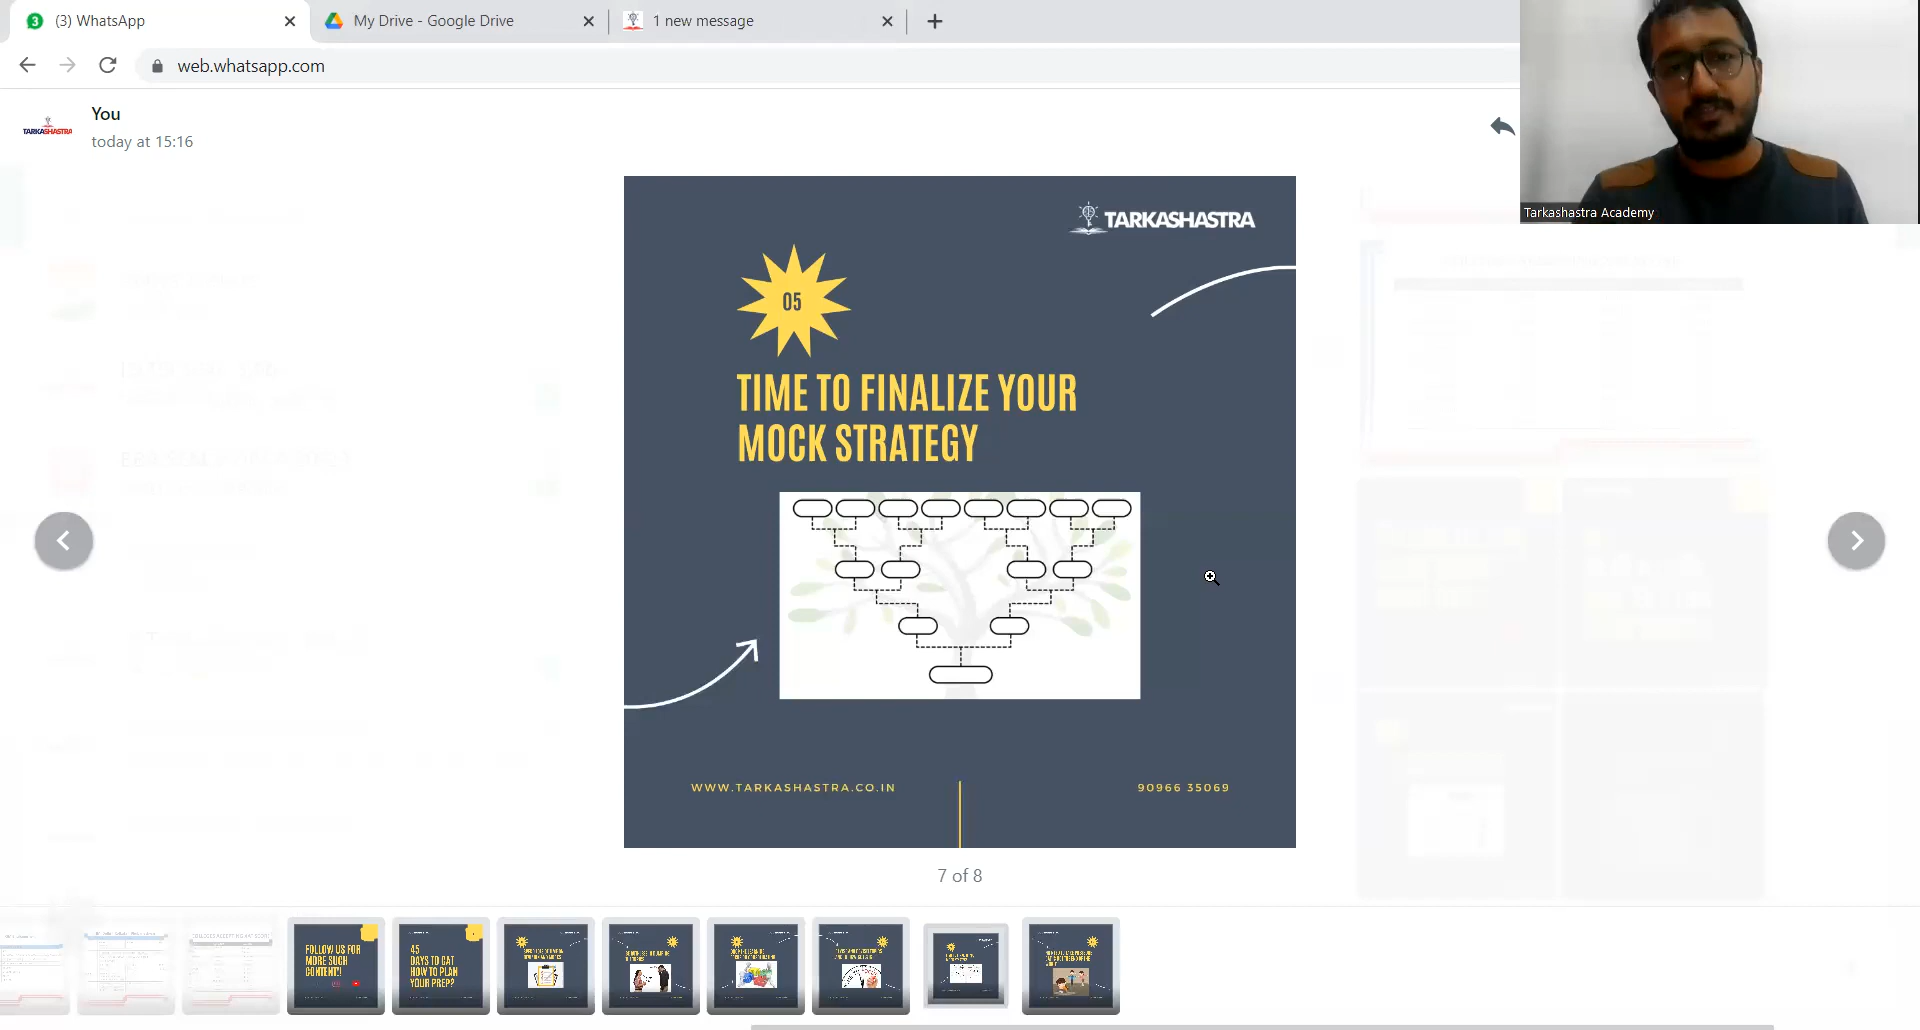 (3) WhatsApp
My Drive - Google Drive
1 new message
web.whatsapp.com
TARKASHASTRA
You
today at 15:16
Tarkashastra Academy
TARKASHASTRA
05
TIME TO FINALIZE YOUR
MOCK STRATEGY
WWW.TARKASHASTRA.CO.IN
90966 35069
7 of 8
FOLLOW US FOR
MORE SUCH
CONTENT!!
45
DAYS TO CAT
HOW TO PLAN
YOUR PREP?